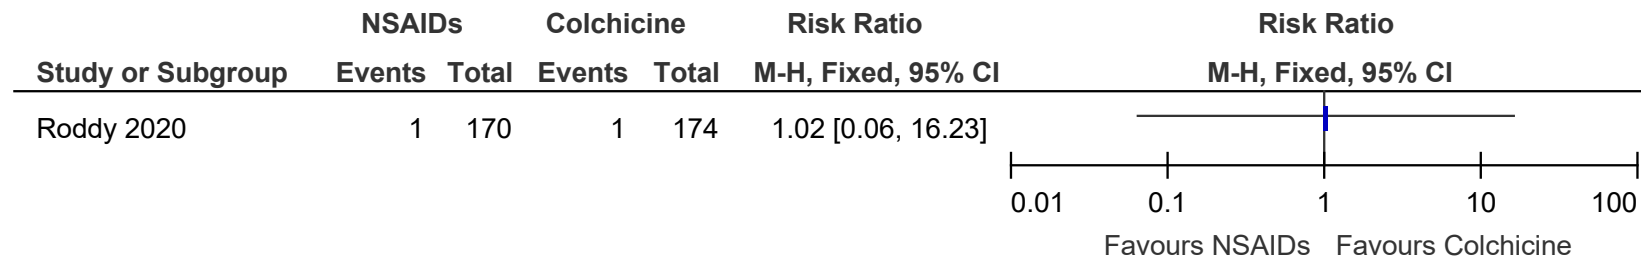 NSAIDs Colchicine Risk Ratio Risk Ratio
Study or Subgroup Events Total Events Total M-H, Fixed, 95% CI M-H, Fixed, 95% CI
Roddy 2020 1 170 1 174 1.02 [0.06, 16.23]
0.01 0.1 1 10 100
Favours NSAIDs Favours Colchicine